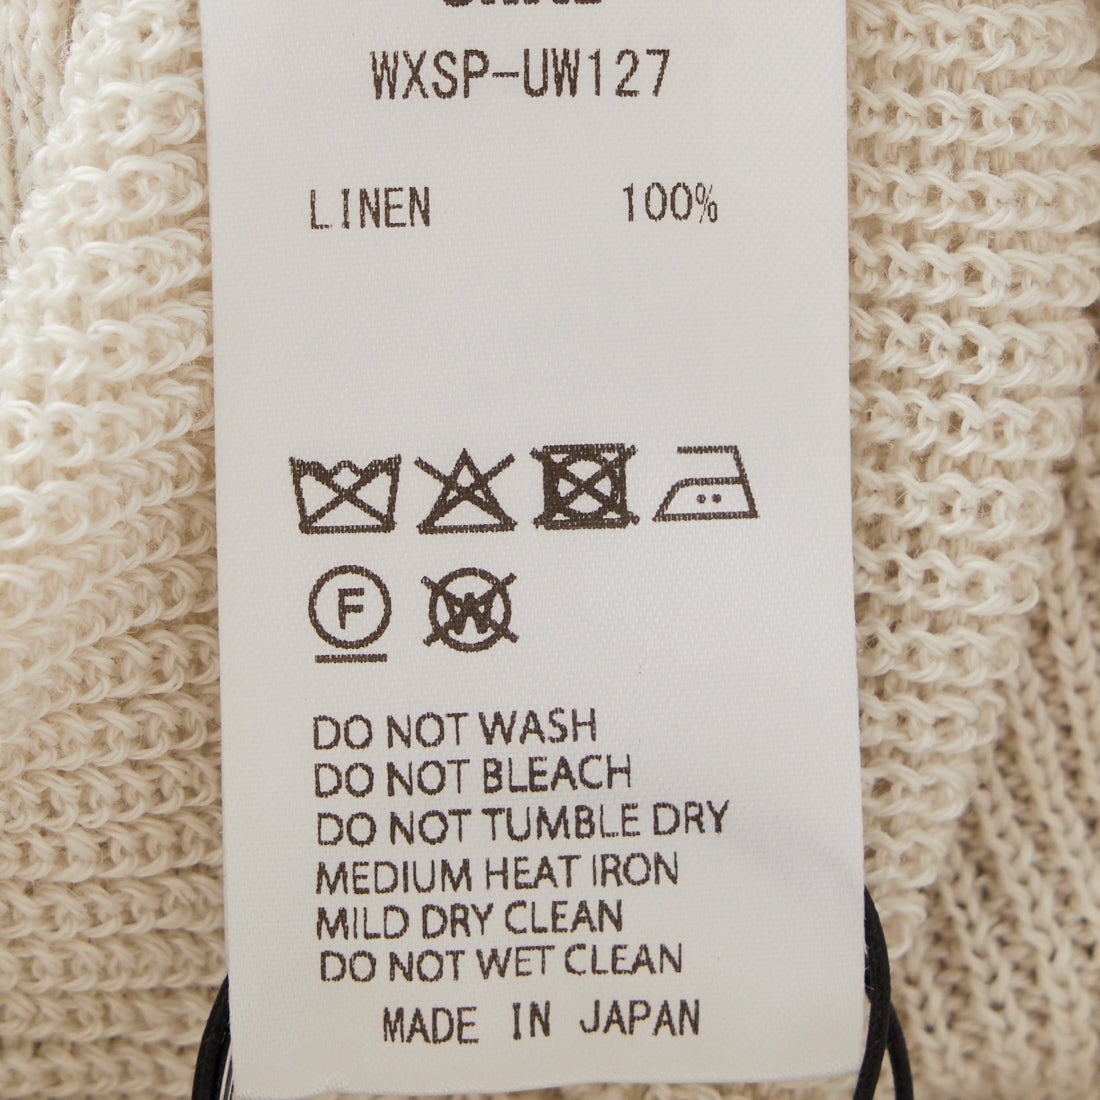 WXSP-UW127
LINEN 100%
F
W
DO NOT WASH
DO NOT BLEACH
DO NOT TUMBLE DRY
MEDIUM HEAT IRON
MILD DRY CLEAN
DO NOT WET CLEAN
MADE IN JAPAN